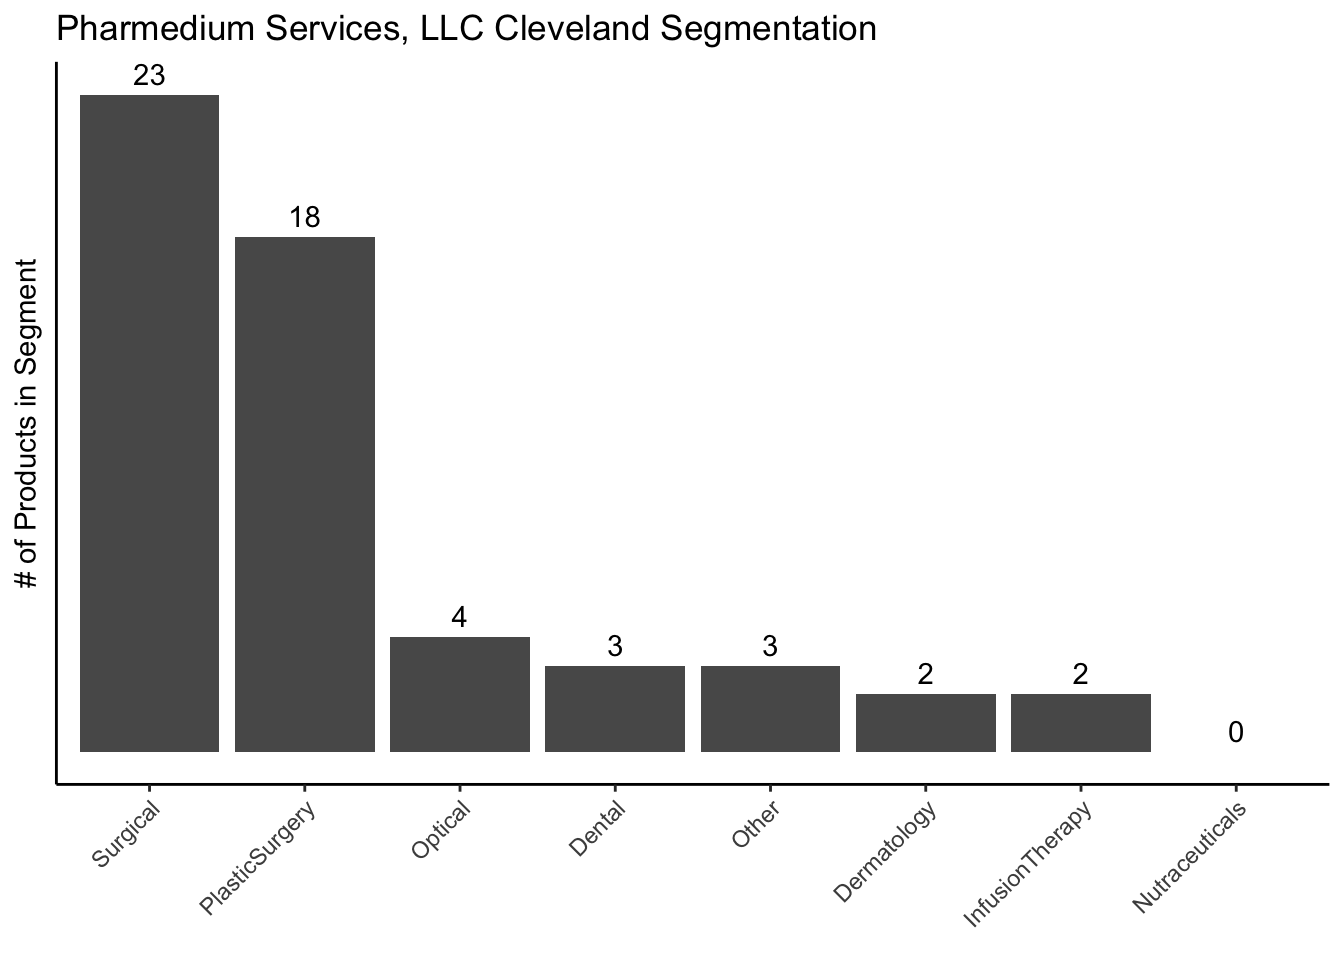 Pharmedium Services, LLC Cleveland Segmentation
# of Products in Segment
23
18
4
3
3
2
2
0
Surgical
PlasticSurgery
Optical
Dental
Other
Dermatology
InfusionTherapy
Nutraceuticals